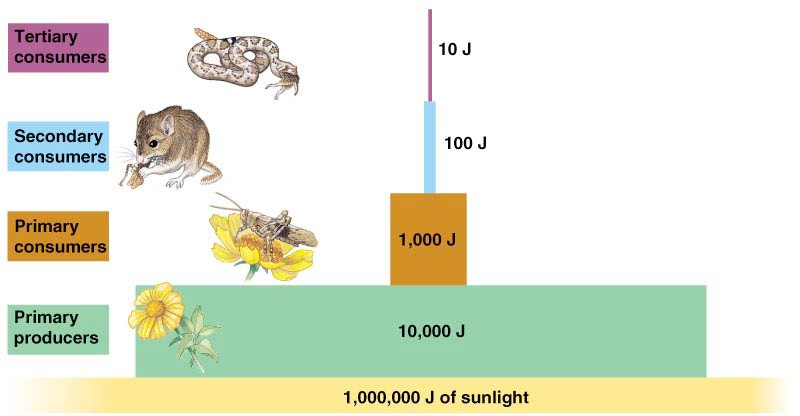 Tertiary
consumers
10 J
Secondary
consumers
100 J
Primary
consumers
1,000 J
Primary
producers
10,000 J
1,000,000 J of sunlight